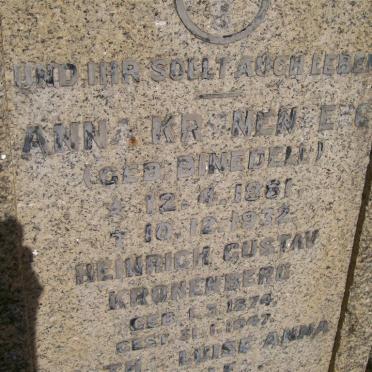 UND IHR SOLLT AUCH LEBEN
ANNA KRONENBERG
(GEB. BINEDELL)
* 12.4.1881
† 10.12.1932
HEINRICH GUSTAV
KRONENBERG
GEB. 1.5.1874
GEST. 31.1.1947
LUISE ANNA